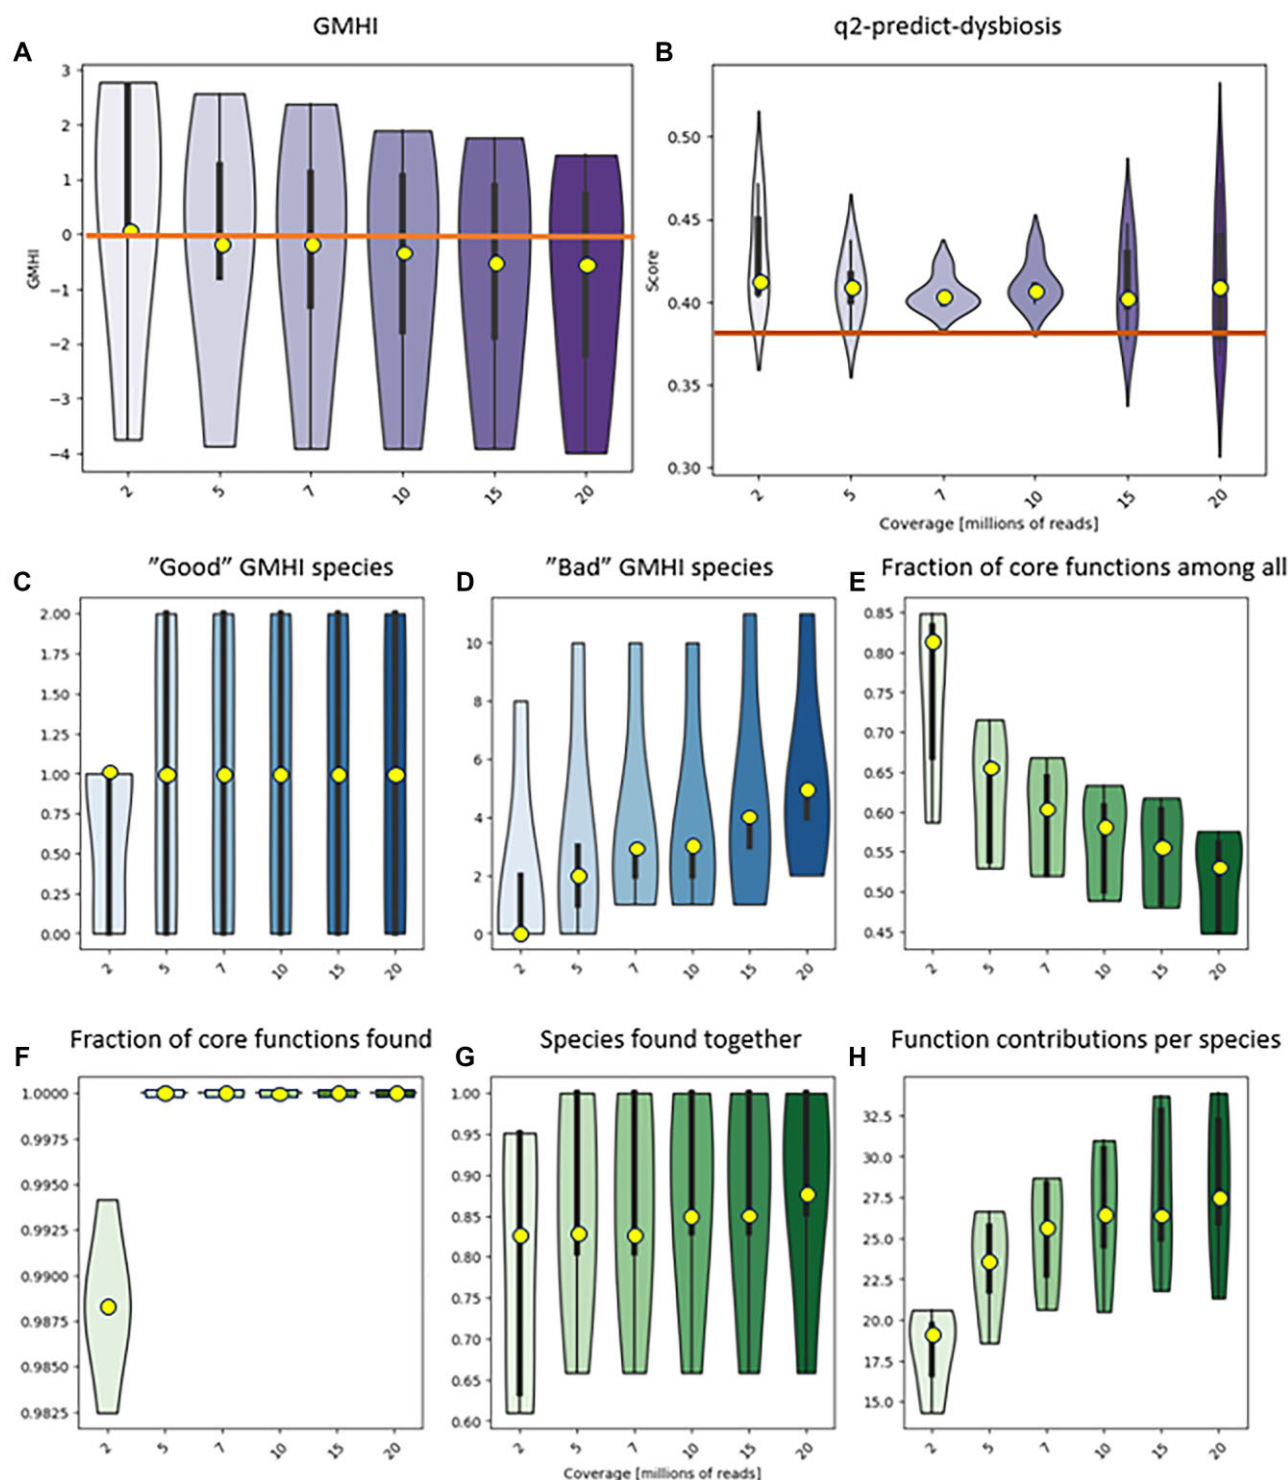 GMHI
q2-predict-dysbiosis
A
B
3
2
1
0
−1
−2
−3
−4
GMHI
2 5 7 10 15 20
0.50
0.45
0.40
0.35
0.30
Score
2 5 7 10 15 20
Coverage [millions of reads]
C
”Good” GMHI species
D
”Bad” GMHI species
E
Fraction of core functions among all
2.00
1.75
1.50
1.25
1.00
0.75
0.50
0.25
0.00
2 5 7 10 15 20
10
8
6
4
2
0
2 5 7 10 15 20
0.85
0.80
0.75
0.70
0.65
0.60
0.55
0.50
0.45
2 5 7 10 15 20
F
Fraction of core functions found
G
Species found together
H
Function contributions per species
1.0000
0.9975
0.9950
0.9925
0.9900
0.9875
0.9850
0.9825
2 5 7 10 15 20
1.00
0.95
0.90
0.85
0.80
0.75
0.70
0.65
0.60
2 5 7 10 15 20
Coverage [millions of reads]
32.5
30.0
27.5
25.0
22.5
20.0
17.5
15.0
2 5 7 10 15 20